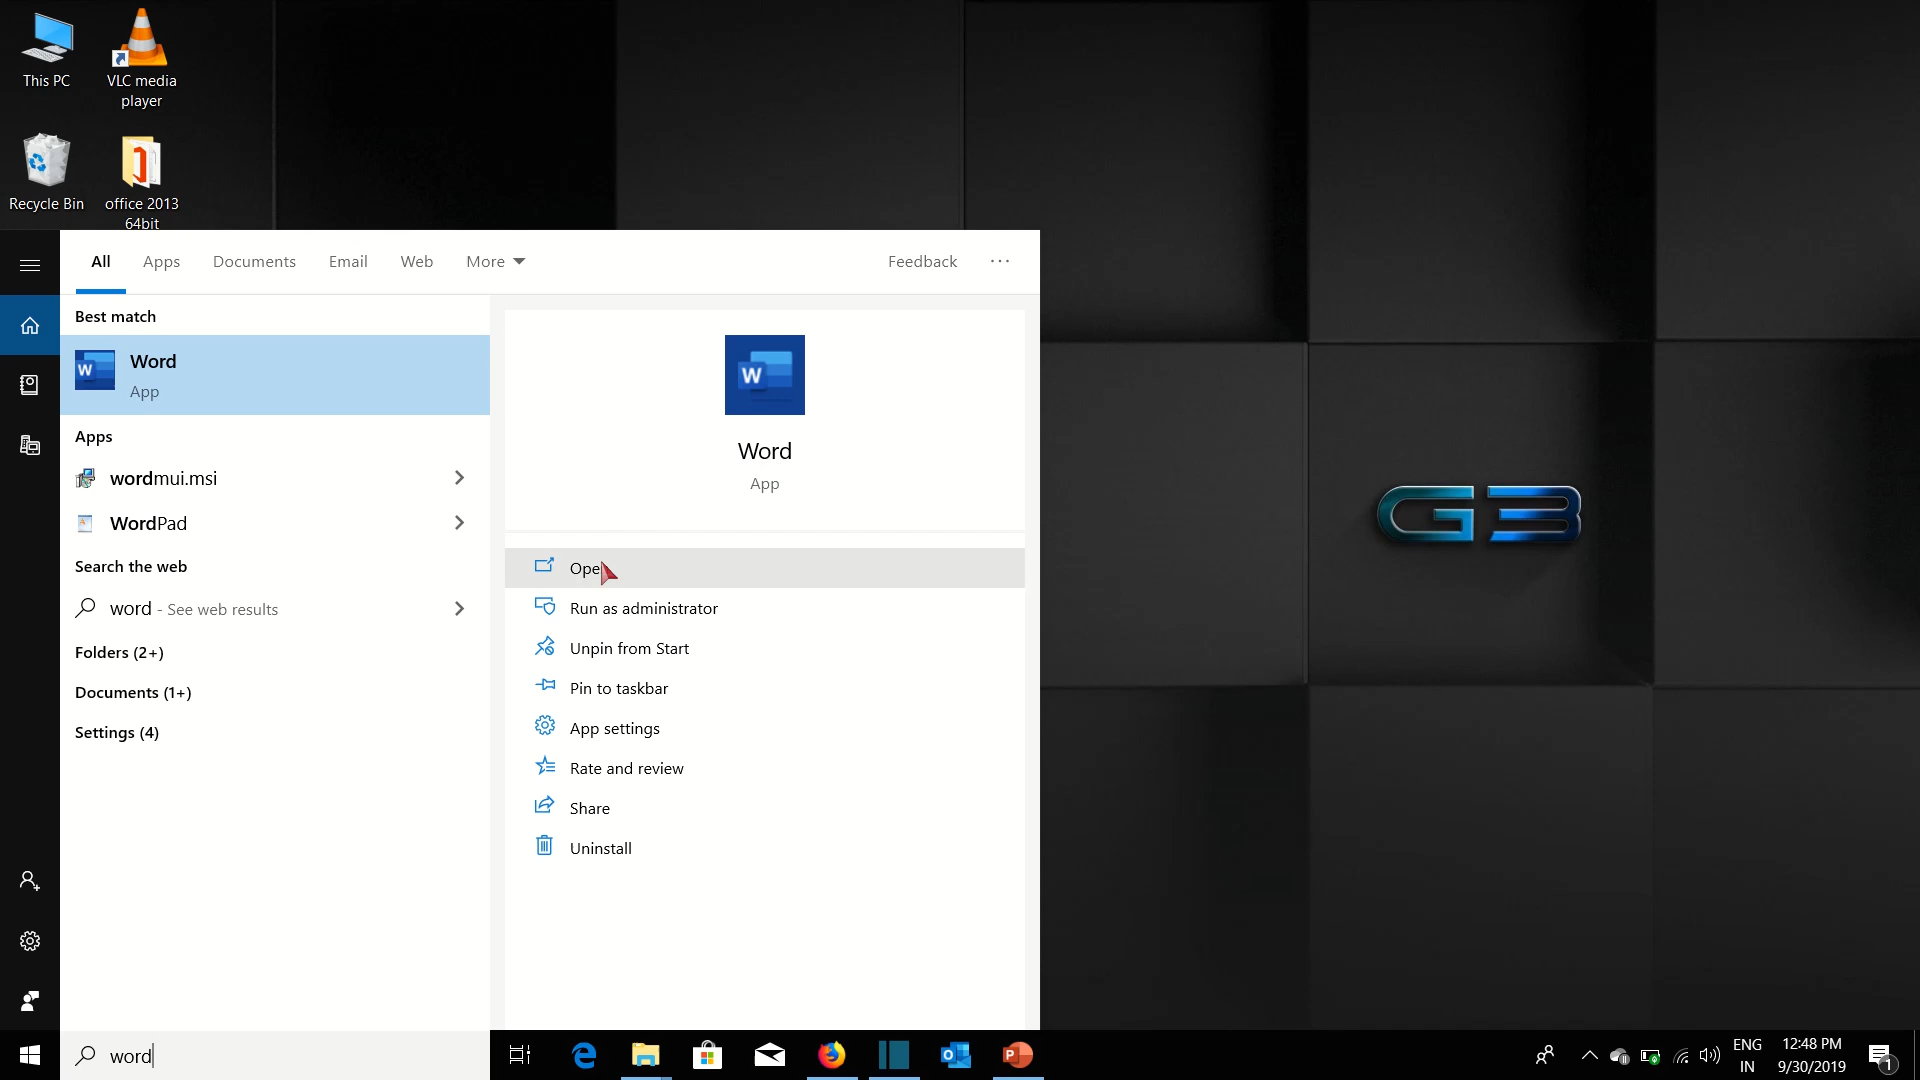 This PC
VLC media
player
Recycle Bin
office 2013
64bit
All
Apps
Documents
Email
Web
More
Feedback
Best match
Word
App
Apps
wordmui.msi
WordPad
Search the web
word - See web results
Folders (2+)
Documents (1+)
Settings (4)
W
W
Word
App
Run as administrator
Unpin from Start
Pin to taskbar
App settings
Rate and review
Share
Uninstall
G3
word
ENG
IN
12:48 PM
9/30/2019
1